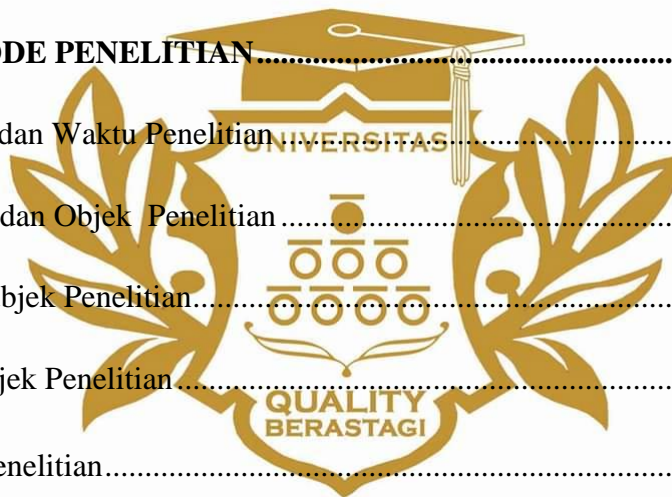 ODE PENELITIAN
dan Waktu Penelitian
UNIVERSITAS
dan Objek Penelitian
bjek Penelitian
jek Penelitian
QUALITY
BERASTAGI
enelitian